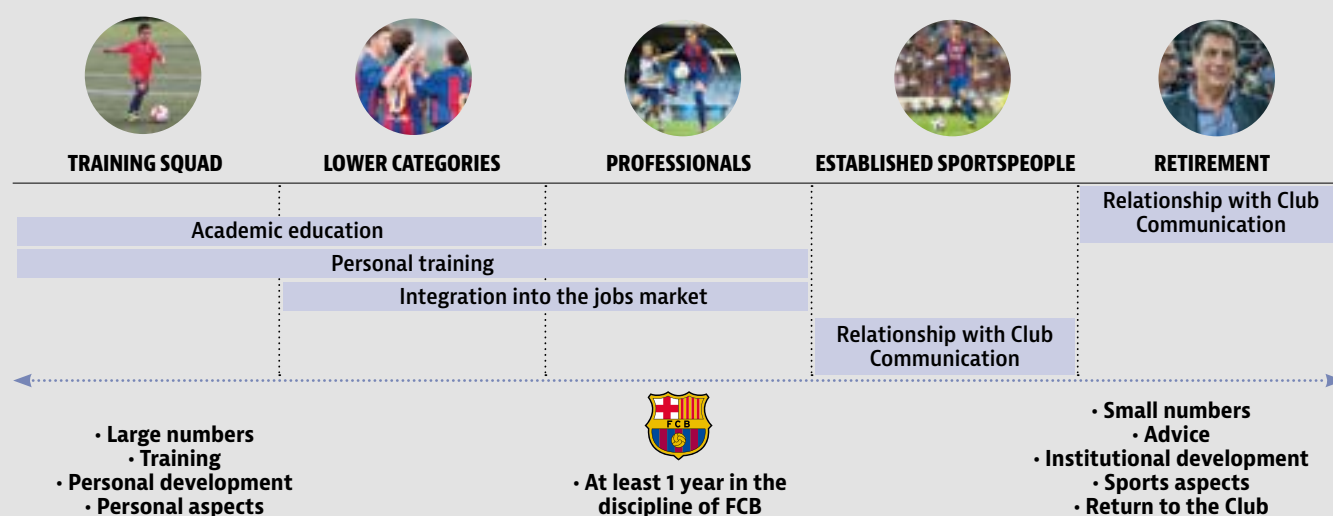 TRAINING SQUAD
LOWER CATEGORIES
PROFESSIONALS
ESTABLISHED SPORTSPEOPLE
RETIREMENT
Relationship with Club
Communication
Academic education
Personal training
Integration into the jobs market
Relationship with Club
Communication
• Large numbers
• Training
• Personal development
• Personal aspects
FCB
• At least 1 year in the
discipline of FCB
• Small numbers
• Advice
• Institutional development
• Sports aspects
• Return to the Club